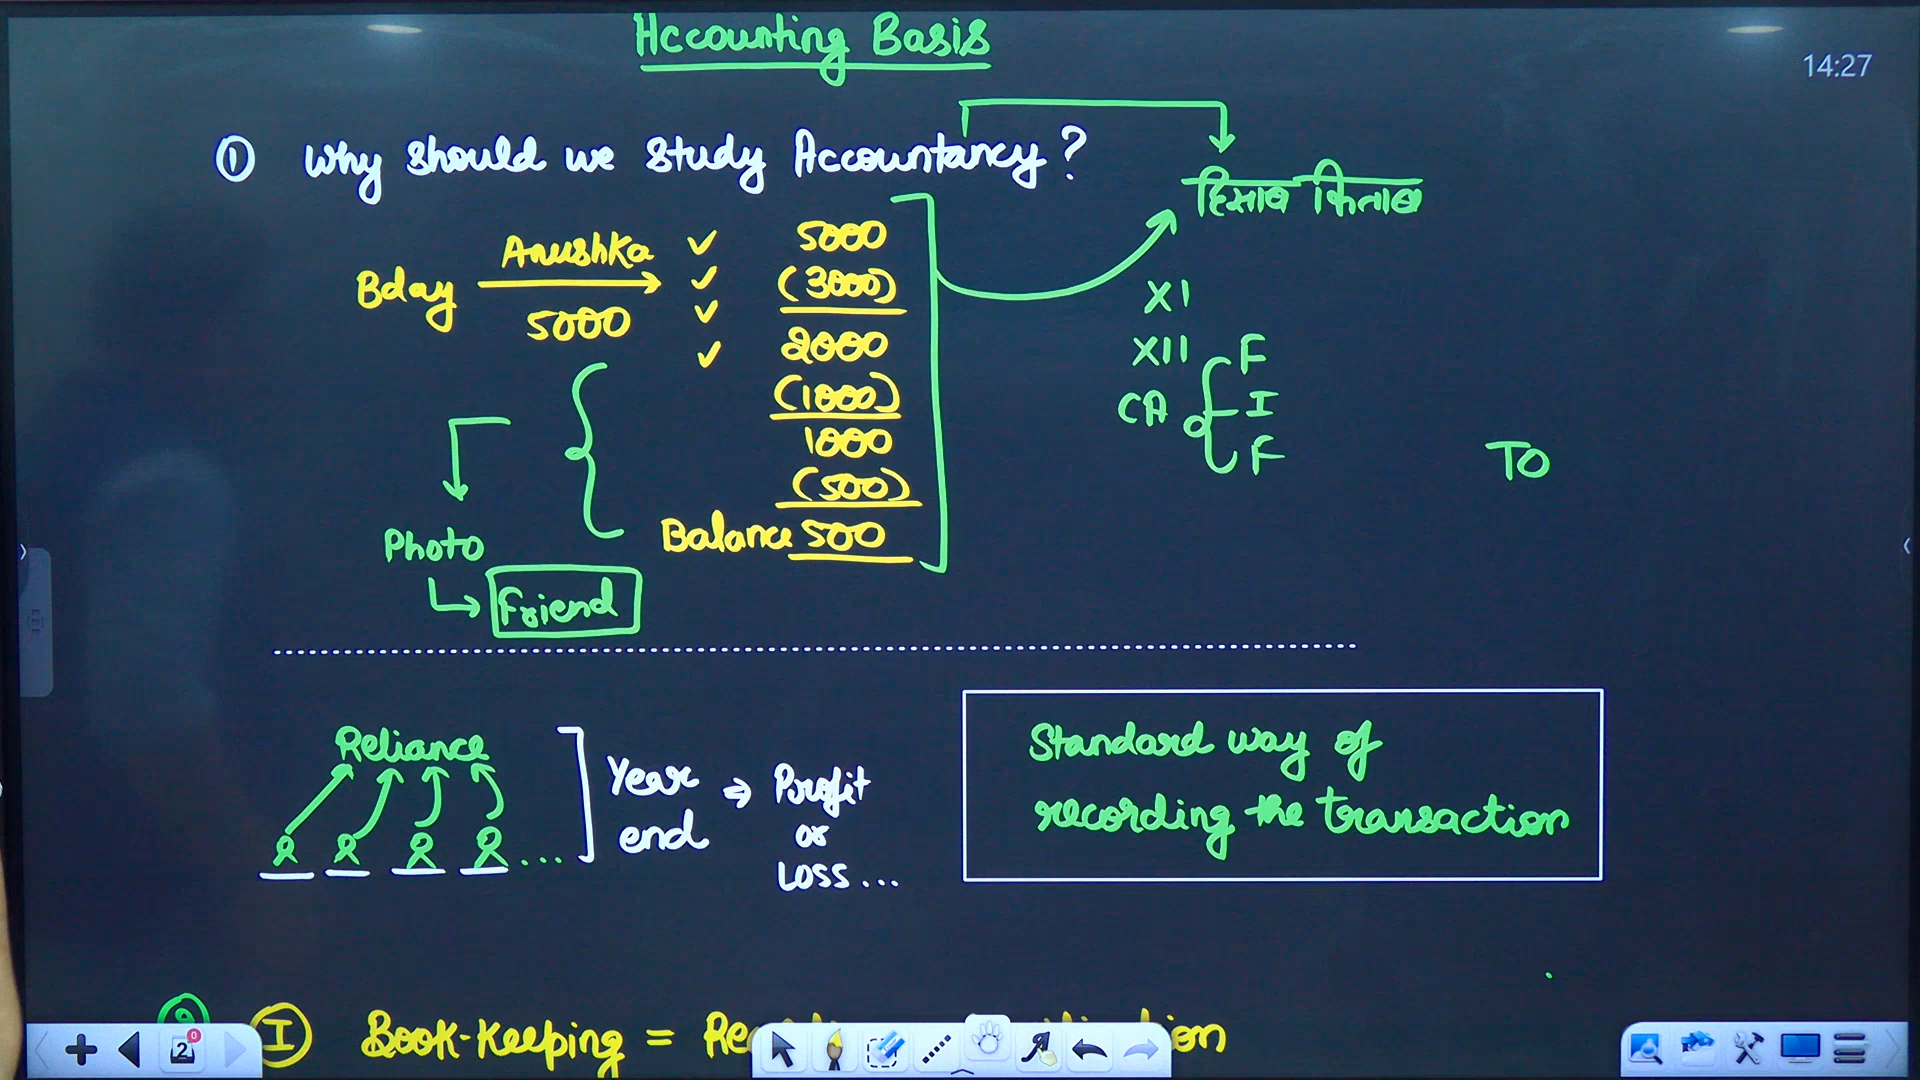 Accounting Basis
14:27
① Why should we study Accountancy?
हिसाब किताब
Bday Anushka 5000
✓ 5000
✓ (3000)
✓ 2000
✓ (1000)
1000
(500)
Balance 500
XI
XII
CA F
I
F
TO
Photo
Friend
Reliance
Year end ⇒ Profit
or
Loss...
Standard way of
recording the transaction
I Book-Keeping =
2
0